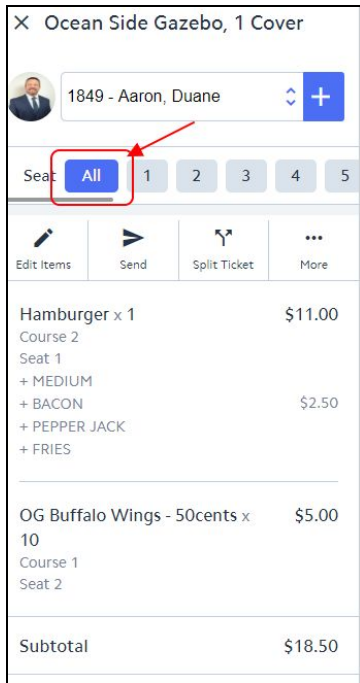 Ocean Side Gazebo, 1 Cover
1849 - Aaron, Duane
Seat All 1 2 3 4 5
Edit Items Send Split Ticket More
Hamburger x 1 $11.00
Course 2
Seat 1
+ MEDIUM
+ BACON $2.50
+ PEPPER JACK
+ FRIES
OG Buffalo Wings - 50cents x $5.00
10
Course 1
Seat 2
Subtotal $18.50